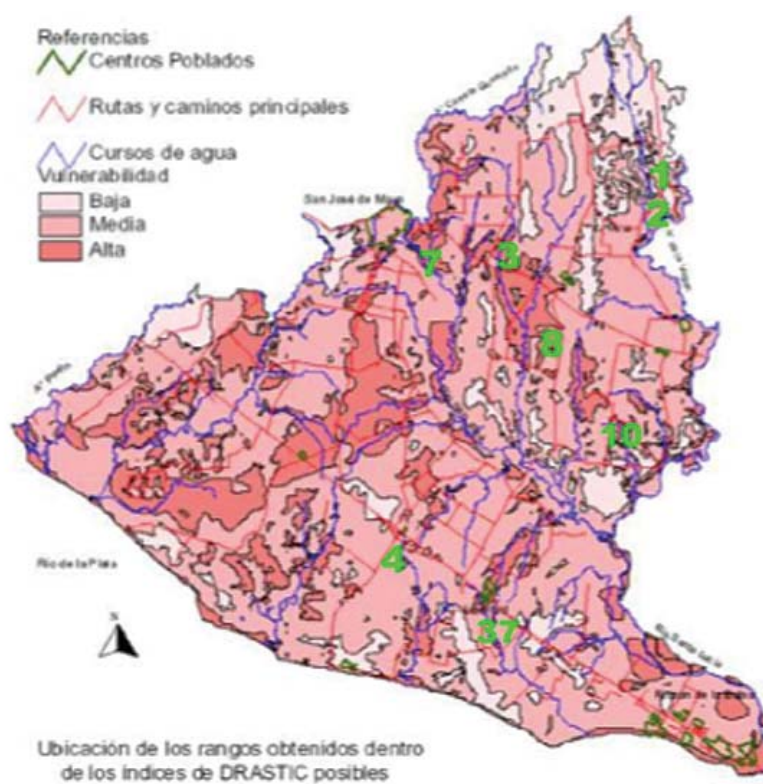 Referencias
Centros Poblados
Rutas y caminos principales
Cursos de agua
Vulnerabilidad
Baja
Media
Alta
San José de Mayo
1
2
3
7
8
10
4
37
Río de la Plata
N
Ubicación de los rangos obtenidos dentro
de los índices de DRASTIC posibles